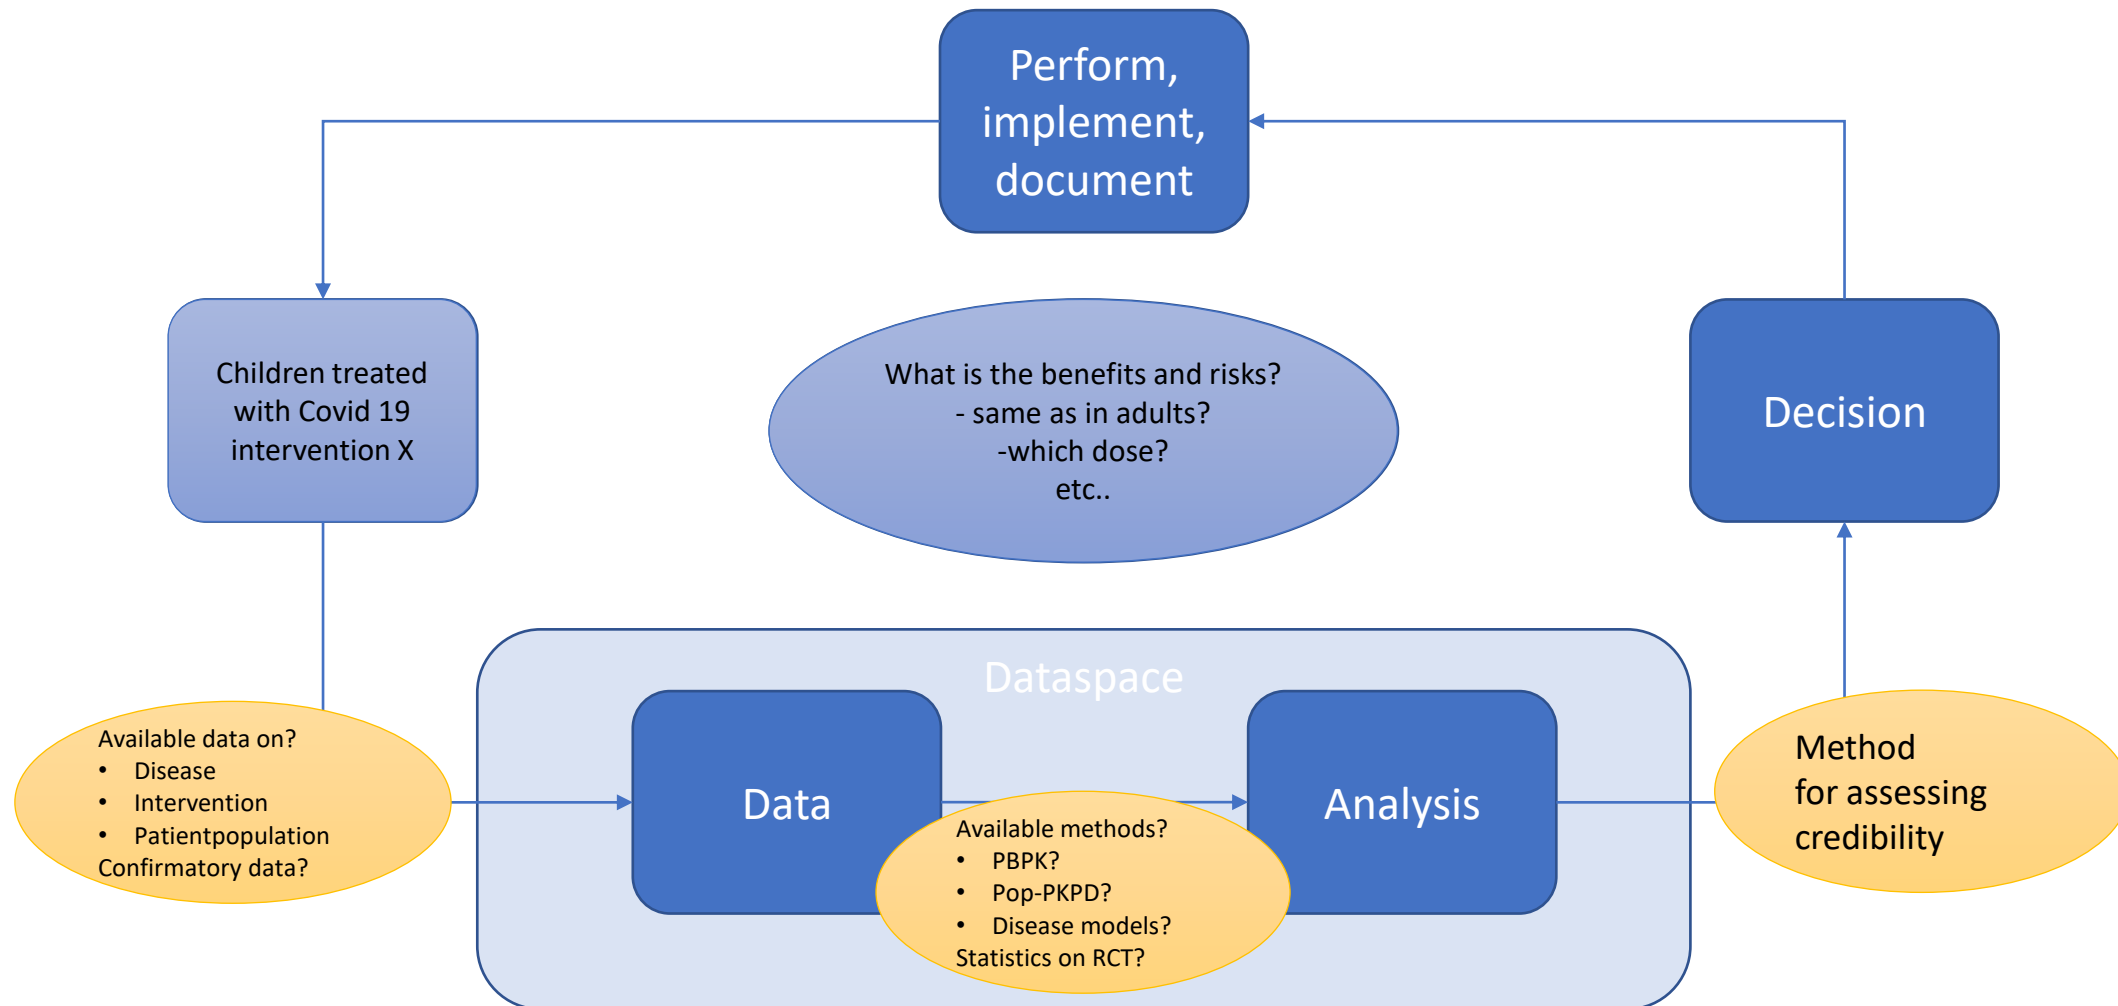 Perform,
implement,
document
Children treated
with Covid 19
intervention X
What is the benefits and risks?
- same as in adults?
-which dose?
etc..
Decision
Dataspace
Available data on?
• Disease
• Intervention
• Patientpopulation
Confirmatory data?
Data
Available methods?
• PBPK?
• Pop-PKPD?
• Disease models?
Statistics on RCT?
Analysis
Method
for assessing
credibility